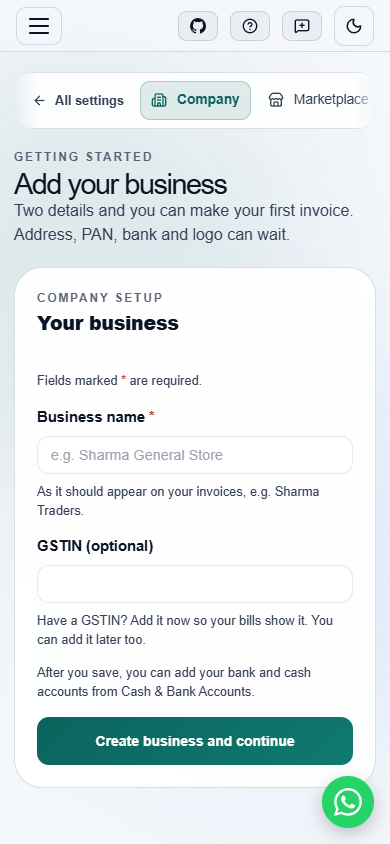 All settings
Company
Marketplace
GETTING STARTED
Add your business
Two details and you can make your first invoice.
Address, PAN, bank and logo can wait.
COMPANY SETUP
Your business
Fields marked * are required.
Business name *
e.g. Sharma General Store
As it should appear on your invoices, e.g. Sharma
Traders.
GSTIN (optional)
Have a GSTIN? Add it now so your bills show it. You
can add it later too.
After you save, you can add your bank and cash
accounts from Cash & Bank Accounts.
Create business and continue